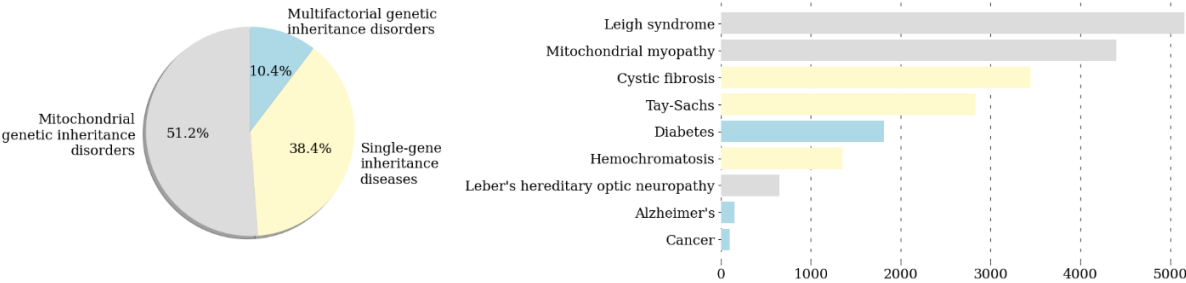 Multifactorial genetic
inheritance disorders
10.4%
Mitochondrial
genetic inheritance
disorders
51.2%
38.4%
Single-gene
inheritance
diseases
Leigh syndrome
Mitochondrial myopathy
Cystic fibrosis
Tay-Sachs
Diabetes
Hemochromatosis
Leber's hereditary optic neuropathy
Alzheimer's
Cancer
0 1000 2000 3000 4000 5000